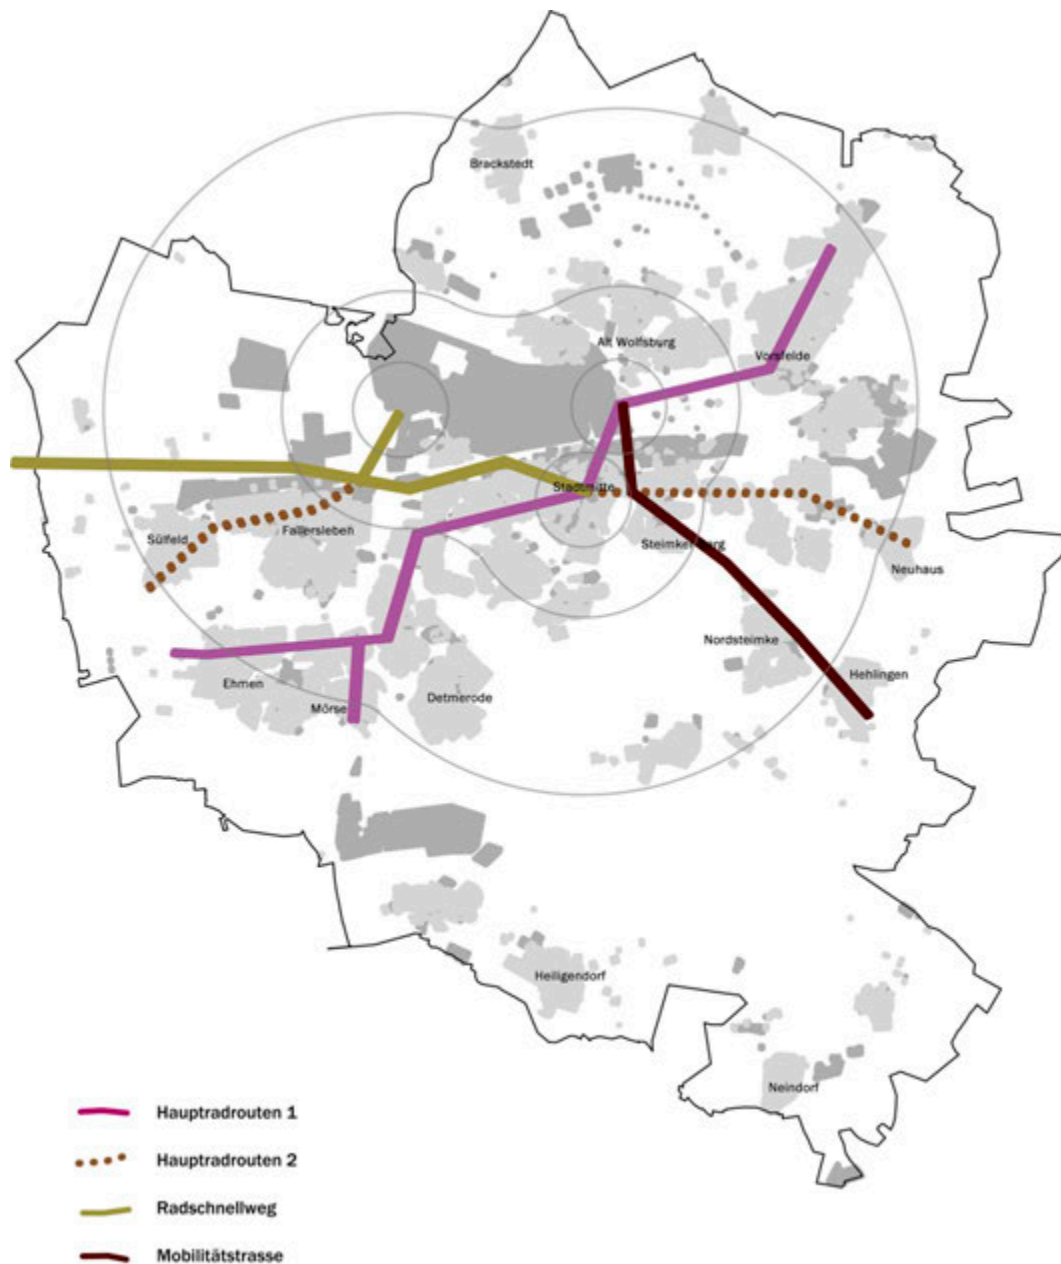 Brackstedt
Alt Wolfsburg
Vorsfelde
Stadtmitte
Sülfeld
Fallersleben
Steimker Berg
Neuhaus
Nordsteimke
Hehlingen
Ehmen
Mörse
Detmerode
Heiligendorf
Neindorf
Hauptradrouten 1
Hauptradrouten 2
Radschnellweg
Mobilitätstrasse